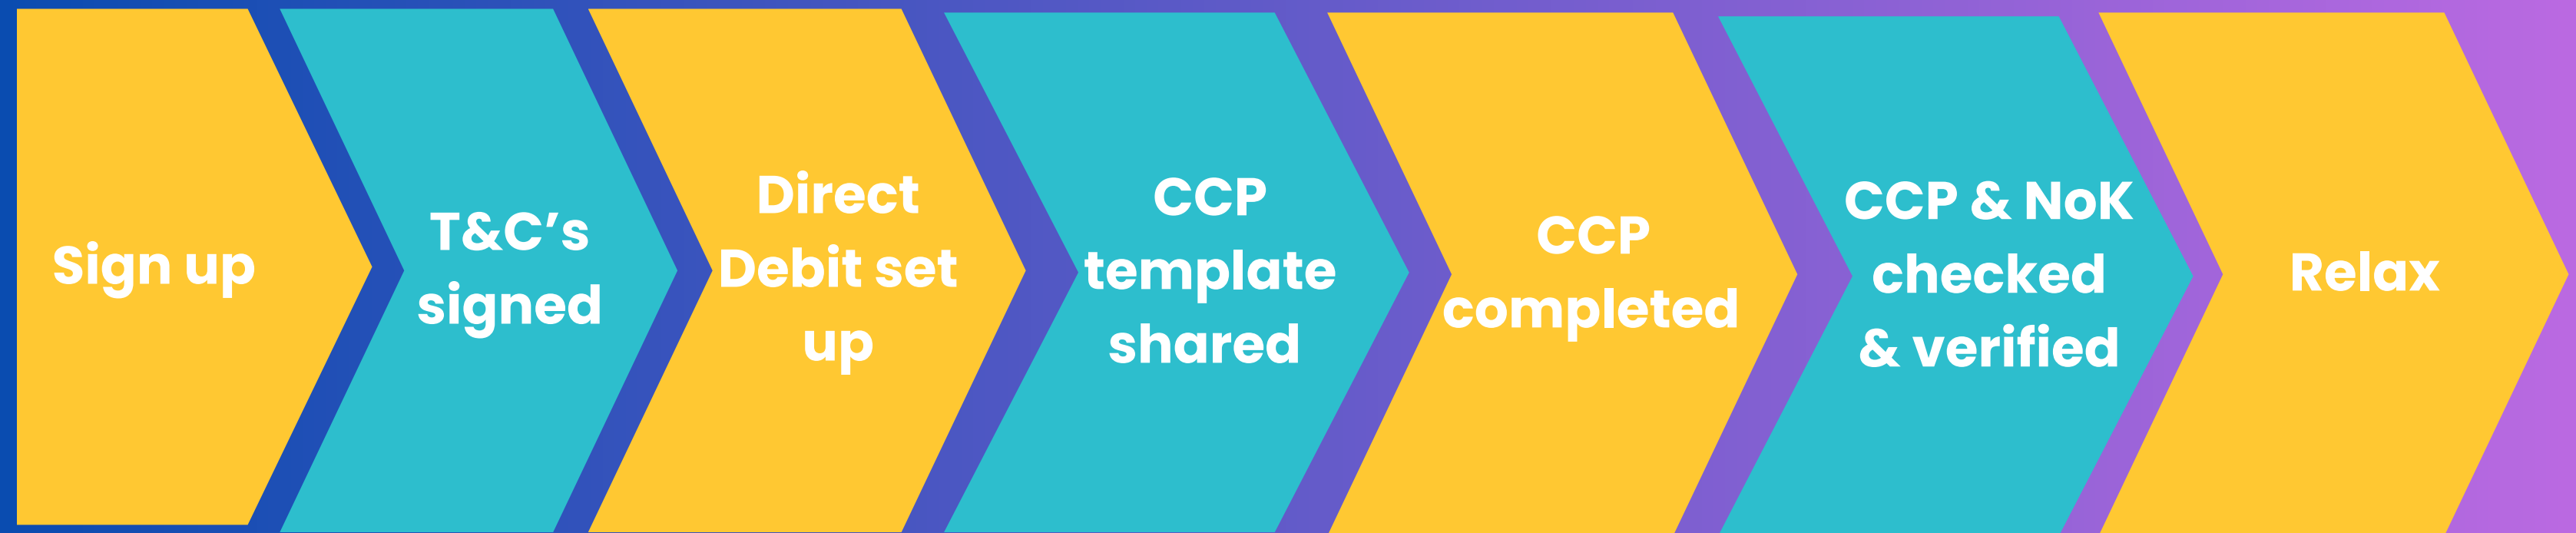 Sign up
T&C’s
signed
Direct
Debit set
up
CCP
template
shared
CCP
completed
CCP & NoK
checked
& verified
Relax